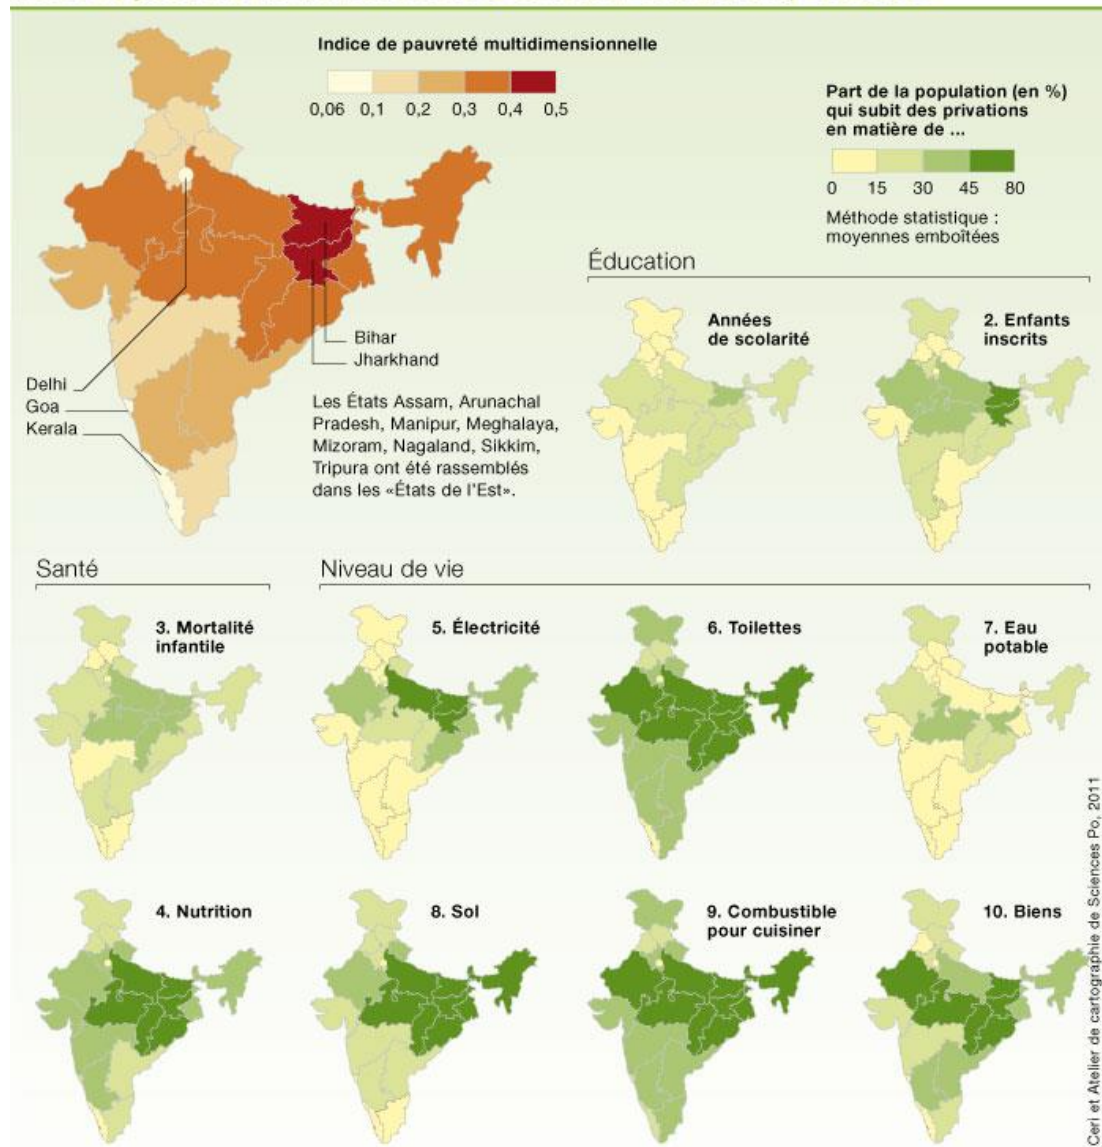 Indice de pauvreté multidimensionnelle
0,06 0,1 0,2 0,3 0,4 0,5
Part de la population (en %)
qui subit des privations
en matière de ...
0 15 30 45 80
Méthode statistique :
moyennes emboîtées
Bihar
Jharkhand
Delhi
Goa
Kerala
Les États Assam, Arunachal
Pradesh, Manipur, Meghalaya,
Mizoram, Nagaland, Sikkim,
Tripura ont été rassemblés
dans les «États de l'Est».
Éducation
Années
de scolarité
2. Enfants
inscrits
Santé
3. Mortalité
infantile
Niveau de vie
5. Électricité
6. Toilettes
7. Eau
potable
4. Nutrition
8. Sol
9. Combustible
pour cuisiner
10. Biens
Ceri et Atelier de cartographie de Sciences Po, 2011